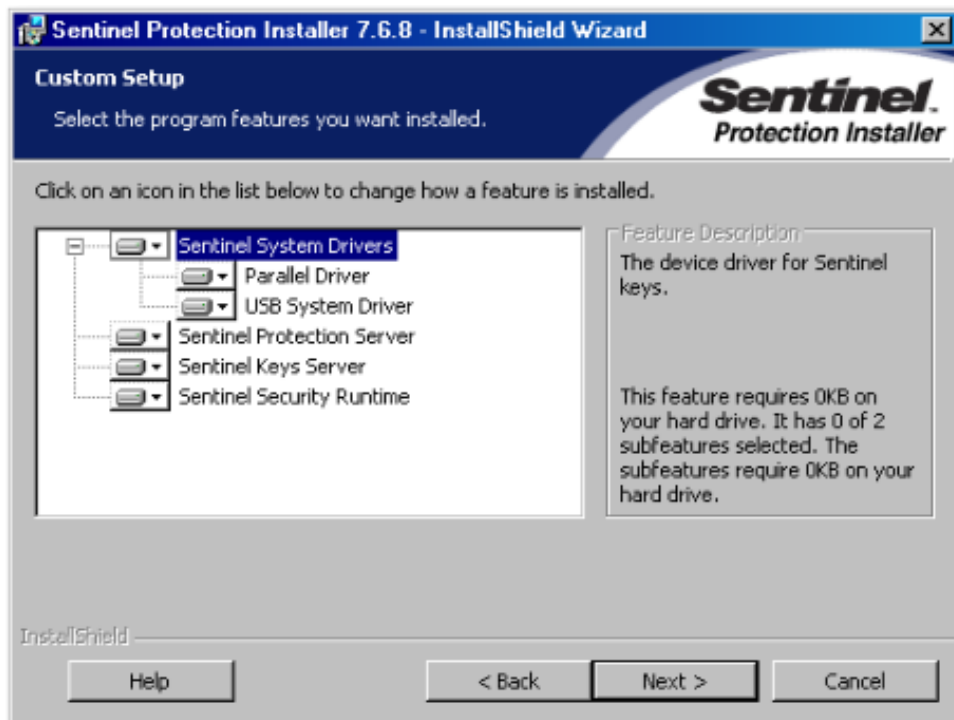 Sentinel Protection Installer 7.6.8 - InstallShield Wizard
Custom Setup
Select the program features you want installed.
Sentinel.
Protection Installer
Click on an icon in the list below to change how a feature is installed.
Sentinel System Drivers
Parallel Driver
USB System Driver
Sentinel Protection Server
Sentinel Keys Server
Sentinel Security Runtime
Feature Description
The device driver for Sentinel
keys.
This feature requires 0KB on
your hard drive. It has 0 of 2
subfeatures selected. The
subfeatures require 0KB on your
hard drive.
InstallShield
Help
< Back
Next >
Cancel